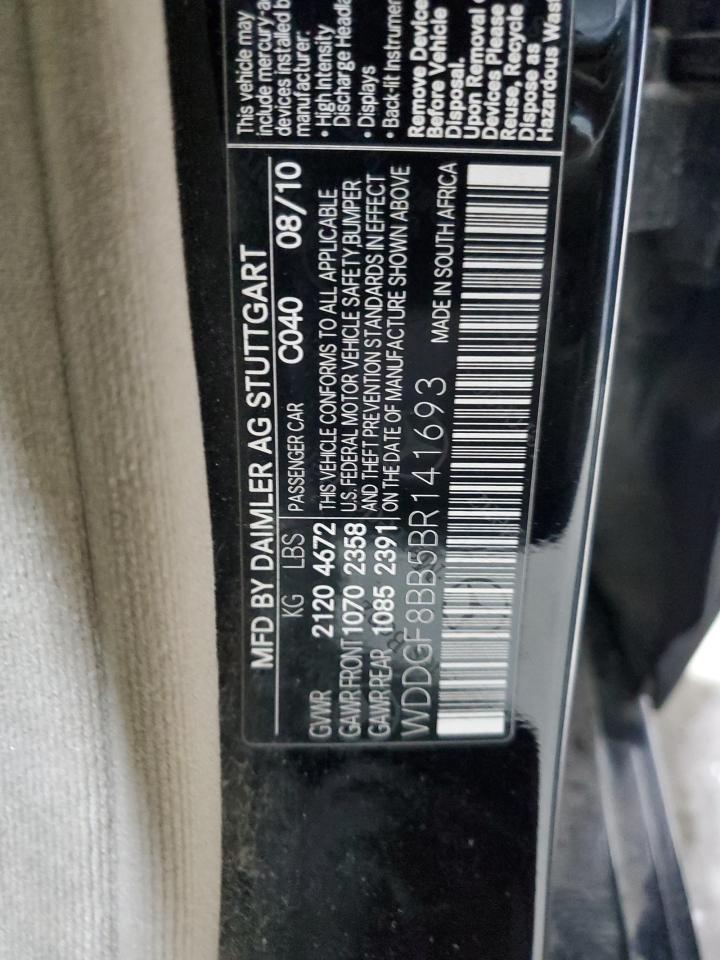 MFD BY DAIMLER AG STUTTGART
KG LBS PASSENGER CAR C040 08/10
GVWR 2120 4672 THIS VEHICLE CONFORMS TO ALL APPLICABLE
GAWR FRONT 1070 2358 U.S. FEDERAL MOTOR VEHICLE SAFETY, BUMPER
GAWR REAR 1085 2391 AND THEFT PREVENTION STANDARDS IN EFFECT
ON THE DATE OF MANUFACTURE SHOWN ABOVE
WDDGF8BB5BR141693 MADE IN SOUTH AFRICA
This vehicle may
include mercury-
devices installed b
manufacturer:
• High Intensity
Discharge Headl
• Displays
• Back-lit Instrumen
Remove Device
Before Vehicle
Disposal.
Upon Removal o
Devices Please
Reuse, Recycle
Dispose as
Hazardous Wast